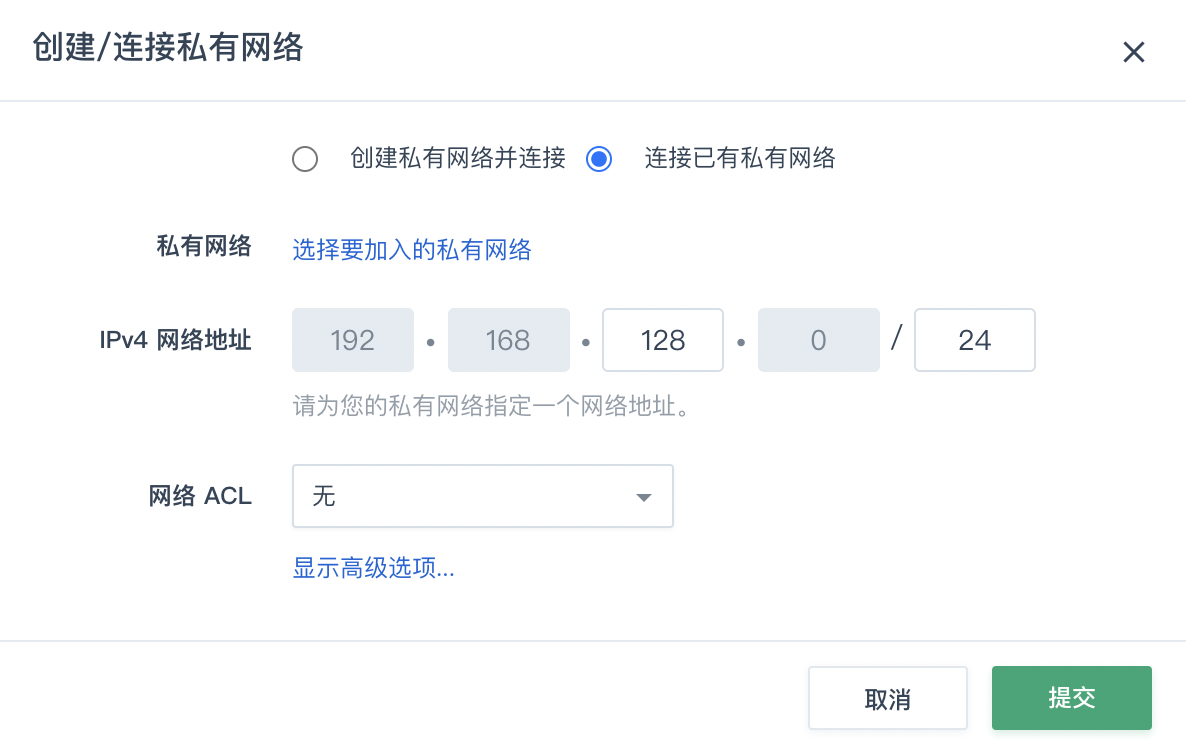 创建/连接私有网络
创建私有网络并连接 连接已有私有网络
私有网络 选择要加入的私有网络
IPv4 网络地址 192 . 168 . 128 . 0 / 24
请为您的私有网络指定一个网络地址。
网络 ACL 无
显示高级选项...
取消 提交